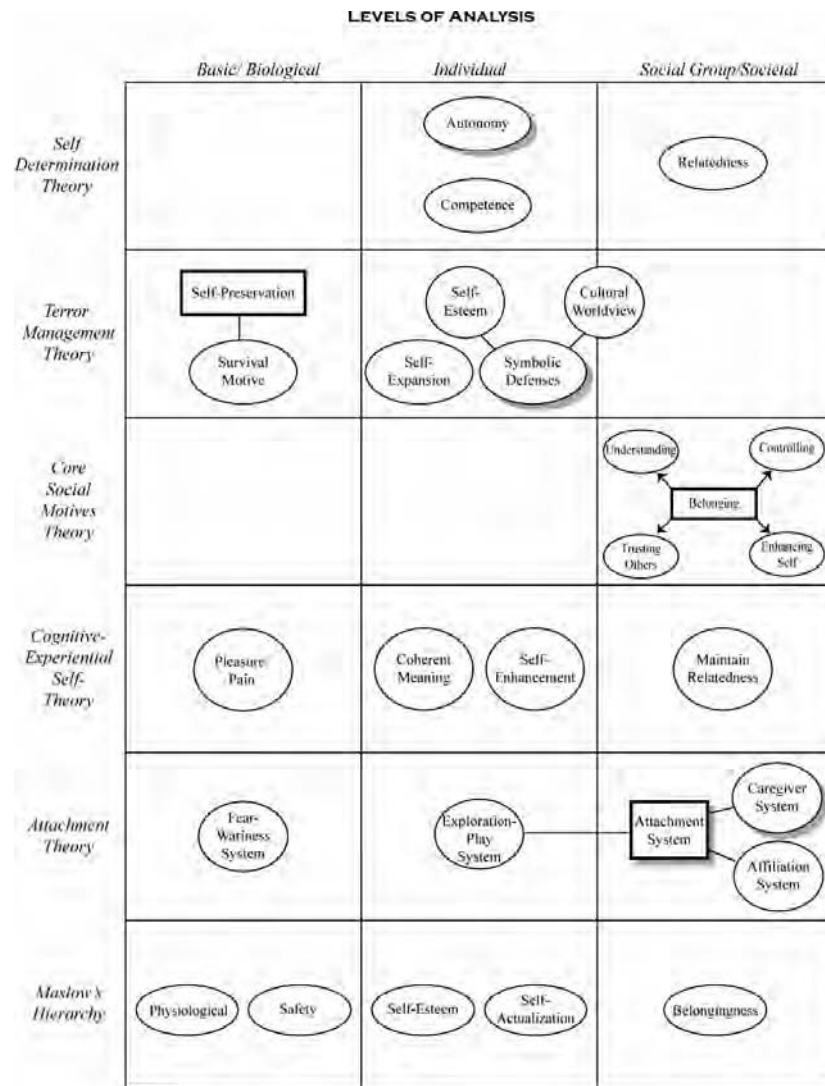 LEVELS OF ANALYSIS
Basic/ Biological
Individual
Social Group/Societal
Self
Determination
Theory
Autonomy
Competence
Relatedness
Terror
Management
Theory
Self-Preservation
Survival
Motive
Self-
Esteem
Cultural
Worldview
Self-
Expansion
Symbolic
Defenses
Core
Social
Motives
Theory
Understanding
Controlling
Belonging
Trusting
Others
Enhancing
Self
Cognitive-
Experiential
Self-
Theory
Pleasure/
Pain
Coherent
Meaning
Self-
Enhancement
Maintain
Relatedness
Attachment
Theory
Fear-
Wariness
System
Exploration-
Play
System
Attachment
System
Caregiver
System
Affiliation
System
Maslow's
Hierarchy
Physiological
Safety
Self-Esteem
Self-
Actualization
Belongingness